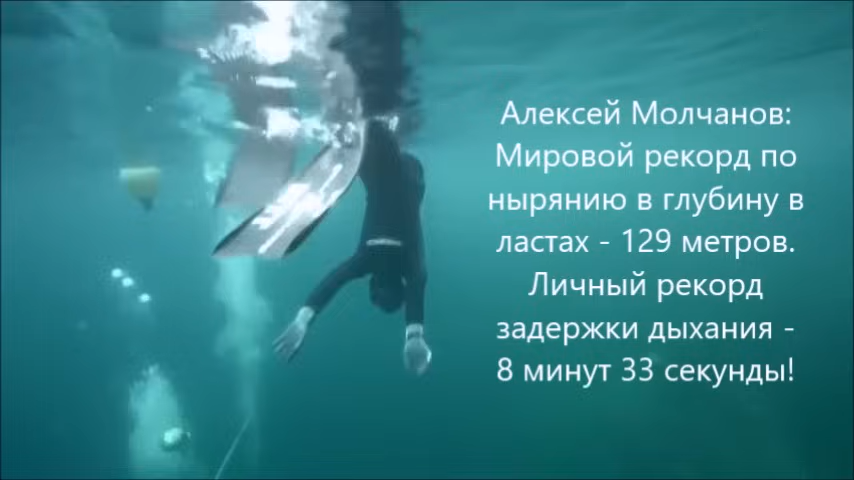 Алексей Молчанов:
Мировой рекорд по
нырянию в глубину в
ластах - 129 метров.
Личный рекорд
задержки дыхания -
8 минут 33 секунды!